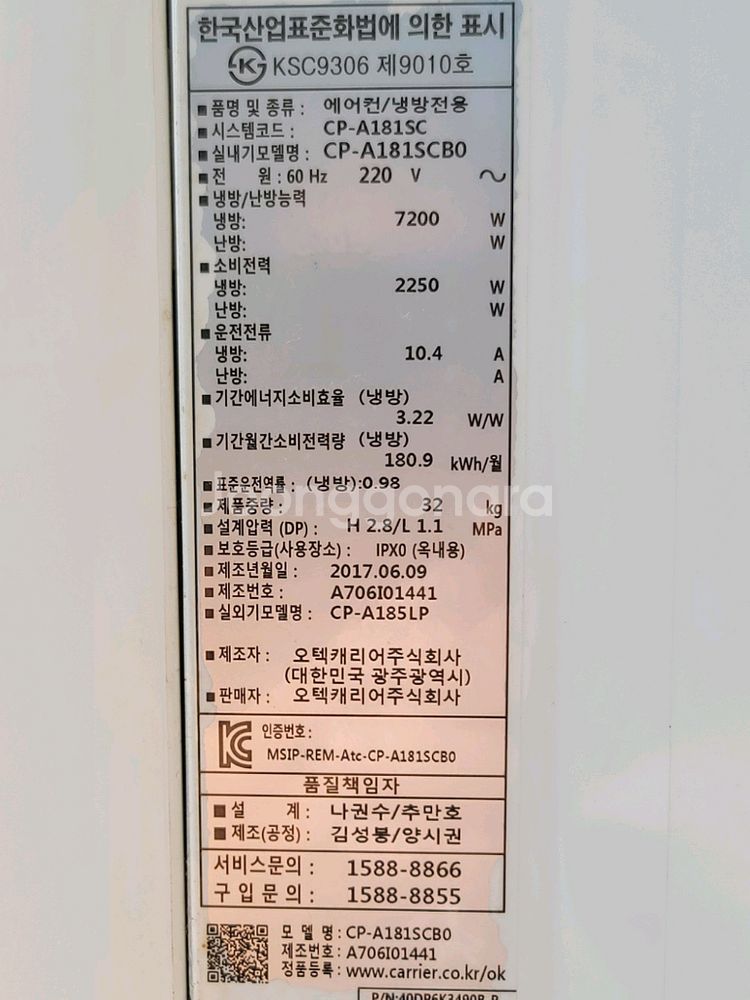 한국산업표준화법에 의한 표시
KSC9306 제9010호
■ 품명 및 종류 : 에어컨/냉방전용
■ 시스템코드 : CP-A181SC
■ 실내기모델명 : CP-A181SCB0
■ 전 원 : 60 Hz 220 V ~
■ 냉방/난방능력
냉방: 7200 W
난방: W
■ 소비전력
냉방: 2250 W
난방: W
■ 운전전류
냉방: 10.4 A
난방: A
■ 기간에너지소비효율 (냉방)
3.22 W/W
■ 기간월간소비전력량 (냉방)
180.9 kWh/월
■ 표준운전역률 : (냉방):0.98
■ 제품중량 : 32 kg
■ 설계압력 (DP) : H 2.8/L 1.1 MPa
■ 보호등급(사용장소) : IPX0 (옥내용)
■ 제조년월일 : 2017.06.09
■ 제조번호 : A706I01441
■ 실외기모델명 : CP-A185LP
■ 제조자 : 오텍캐리어주식회사
(대한민국 광주광역시)
■ 판매자 : 오텍캐리어주식회사
인증번호 :
MSIP-REM-Atc-CP-A181SCB0
품질책임자
■ 설 계 : 나권수/추만호
■ 제조(공정) : 김성봉/양시권
서비스문의 : 1588-8866
구 입 문 의 : 1588-8855
모 델 명 : CP-A181SCB0
제조번호 : A706I01441
정품등록 : www.carrier.co.kr/ok
Joonggonara